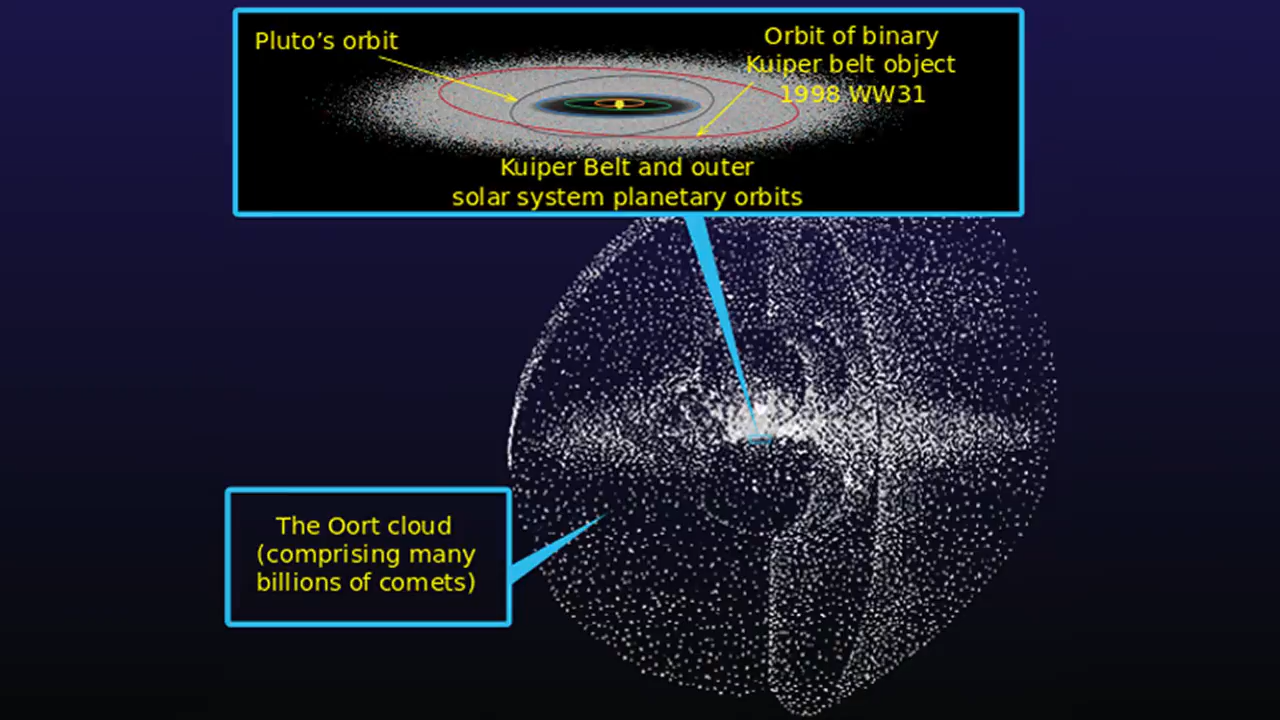 Pluto’s orbit
Orbit of binary
Kuiper belt object
1998 WW31
Kuiper Belt and outer
solar system planetary orbits
The Oort cloud
(comprising many
billions of comets)